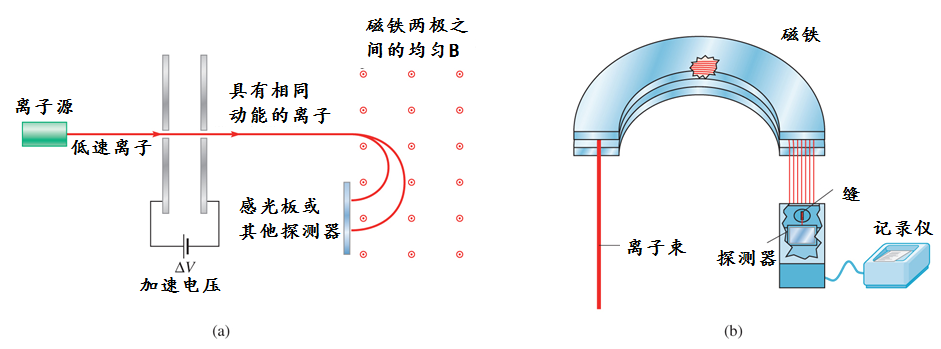 磁铁两极之
间的均匀B
具有相同
动能的离子
离子源
低速离子
感光板或
其他探测器
ΔV
加速电压
(a)
磁铁
缝
离子束
探测器
记录仪
(b)